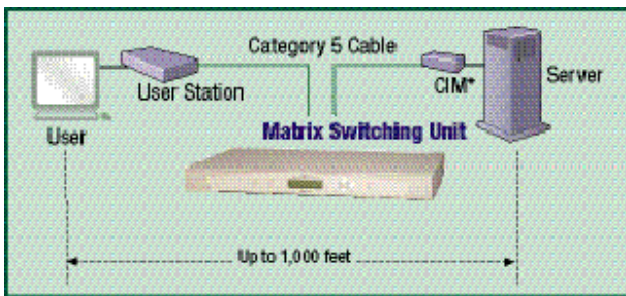 Category 5 Cable
User Station
CIM*
Server
User
Matrix Switching Unit
Up to 1,000 feet